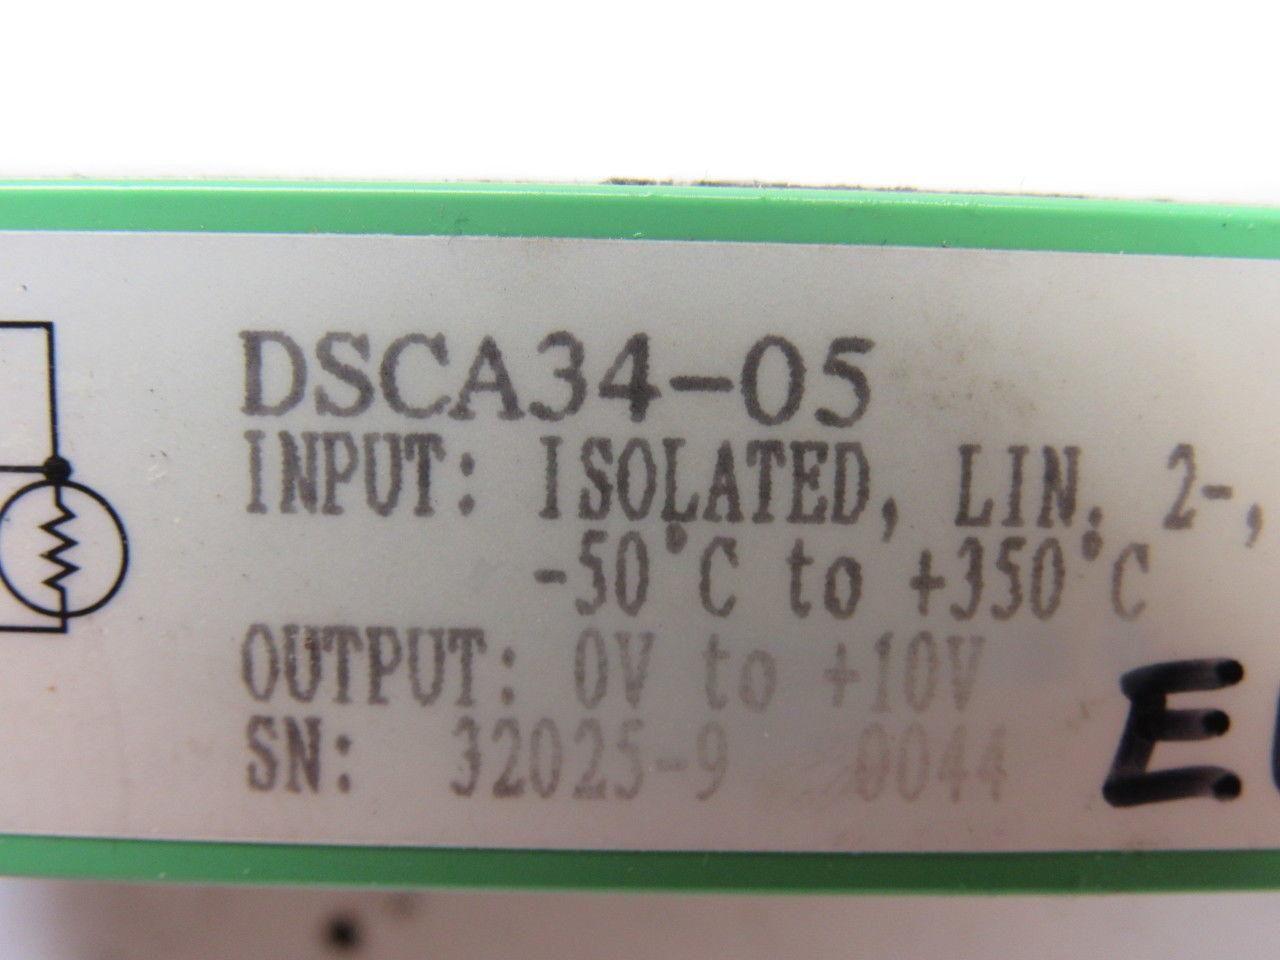 DSCA34-05
INPUT: ISOLATED, LIN. 2-,
-50°C to +350°C
OUTPUT: 0V to +10V
SN: 32025-9 0044